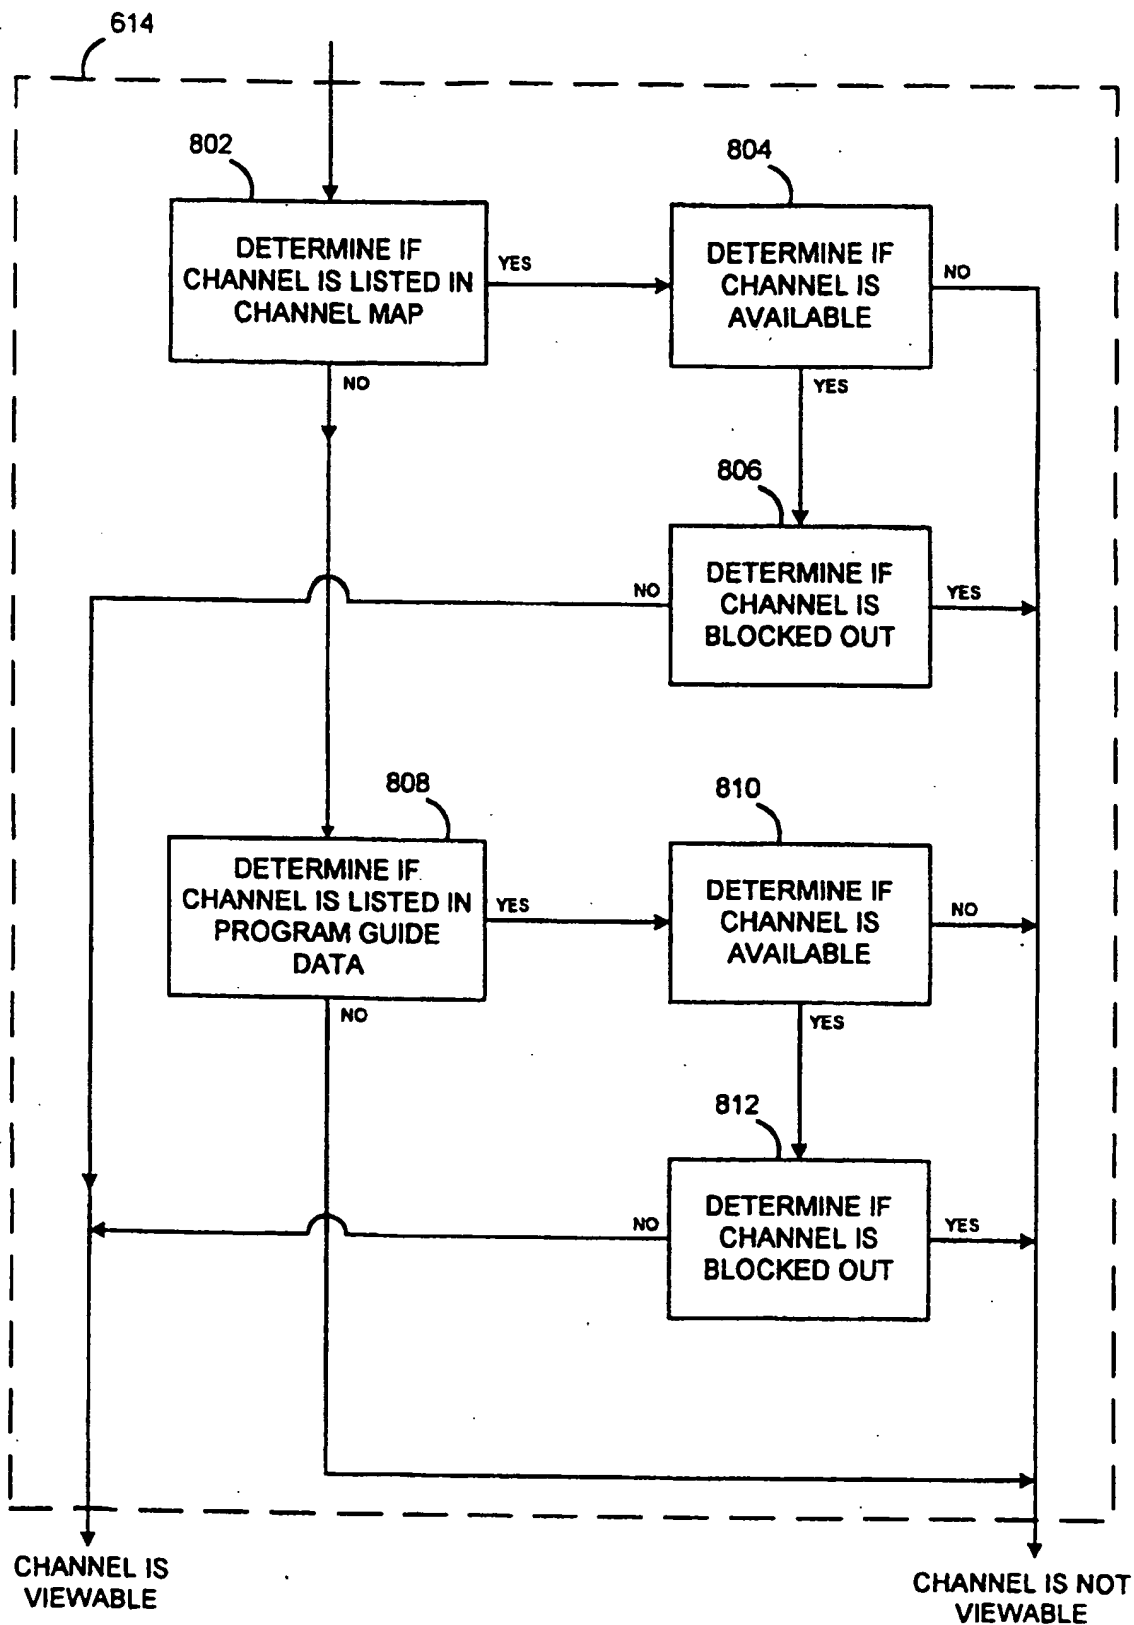 614
802
804
DETERMINE IF
CHANNEL IS LISTED IN
CHANNEL MAP
YES
DETERMINE IF
CHANNEL IS
AVAILABLE
NO
NO
YES
806
NO
DETERMINE IF
CHANNEL IS
BLOCKED OUT
YES
808
810
DETERMINE IF
CHANNEL IS LISTED IN
PROGRAM GUIDE
DATA
YES
DETERMINE IF
CHANNEL IS
AVAILABLE
NO
NO
YES
812
NO
DETERMINE IF
CHANNEL IS
BLOCKED OUT
YES
CHANNEL IS
VIEWABLE
CHANNEL IS NOT
VIEWABLE